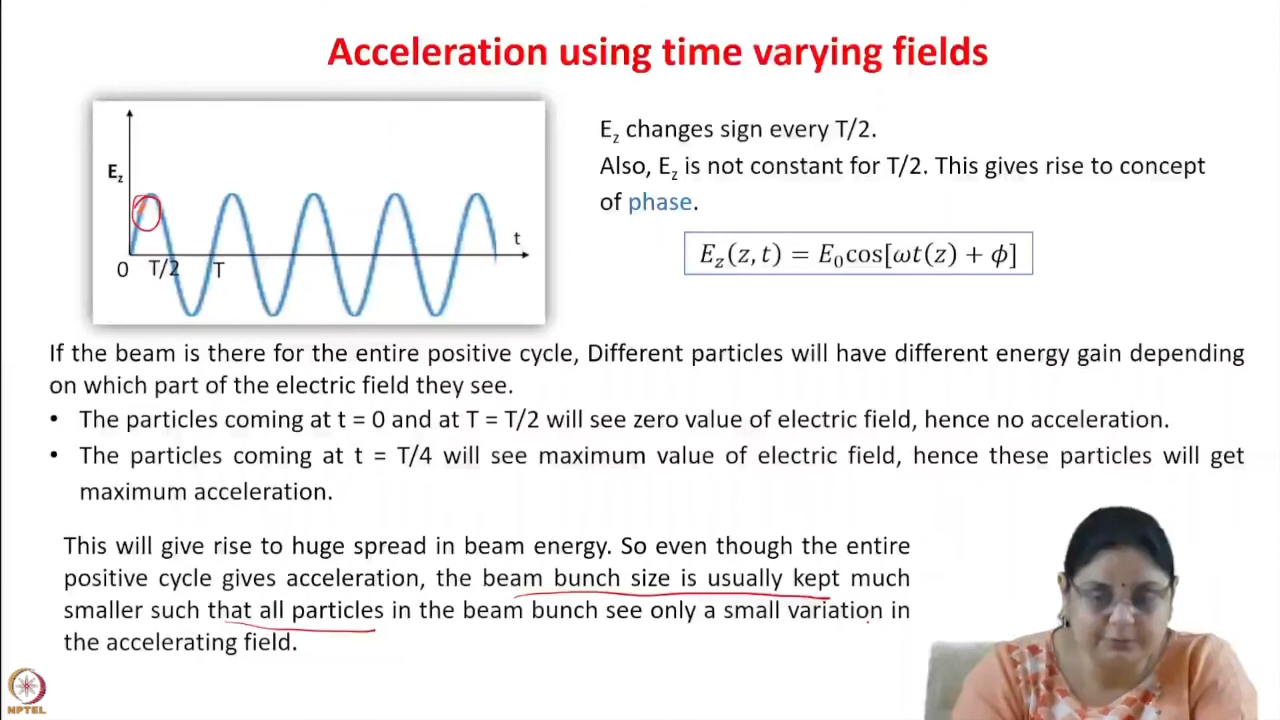 Acceleration using time varying fields
E_z
t
0 T/2 T
E_z changes sign every T/2.
Also, E_z is not constant for T/2. This gives rise to concept
of phase.
E_z(z, t) = E_0cos[ωt(z) + ϕ]
If the beam is there for the entire positive cycle, Different particles will have different energy gain depending
on which part of the electric field they see.
• The particles coming at t = 0 and at T = T/2 will see zero value of electric field, hence no acceleration.
• The particles coming at t = T/4 will see maximum value of electric field, hence these particles will get
maximum acceleration.
This will give rise to huge spread in beam energy. So even though the entire
positive cycle gives acceleration, the beam bunch size is usually kept much
smaller such that all particles in the beam bunch see only a small variation in
the accelerating field.
NPTEL